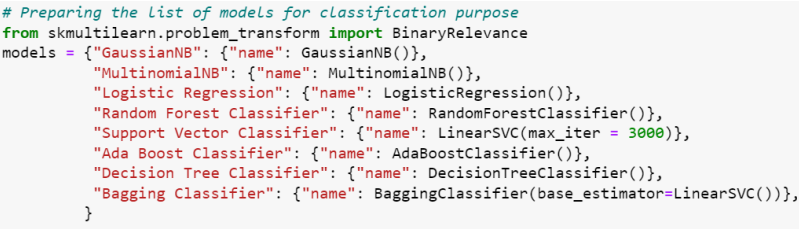 # Preparing the list of models for classification purpose
from skmultilearn.problem_transform import BinaryRelevance
models = {"GaussianNB": {"name": GaussianNB()},
          "MultinomialNB": {"name": MultinomialNB()},
          "Logistic Regression": {"name": LogisticRegression()},
          "Random Forest Classifier": {"name": RandomForestClassifier()},
          "Support Vector Classifier": {"name": LinearSVC(max_iter = 3000)},
          "Ada Boost Classifier": {"name": AdaBoostClassifier()},
          "Decision Tree Classifier": {"name": DecisionTreeClassifier()},
          "Bagging Classifier": {"name": BaggingClassifier(base_estimator=LinearSVC())},
         }